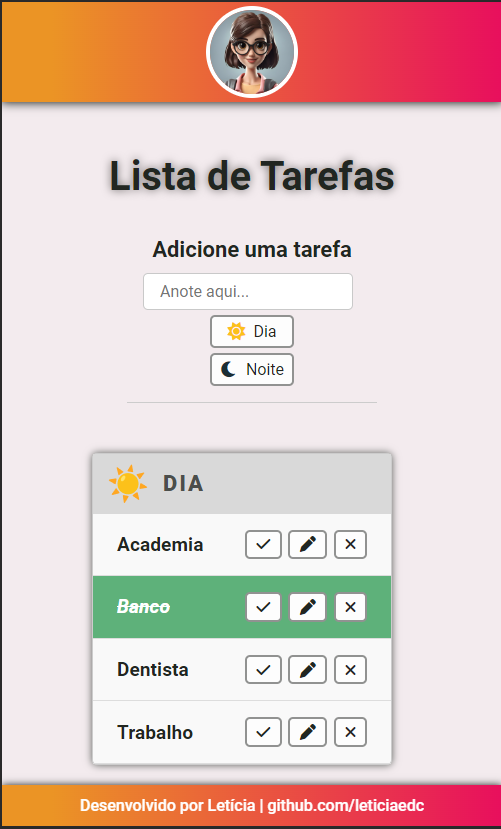 Lista de Tarefas
Adicione uma tarefa
Anote aqui...
Dia
Noite
DIA
Academia
Banco
Dentista
Trabalho
Desenvolvido por Letícia | github.com/leticiaedc